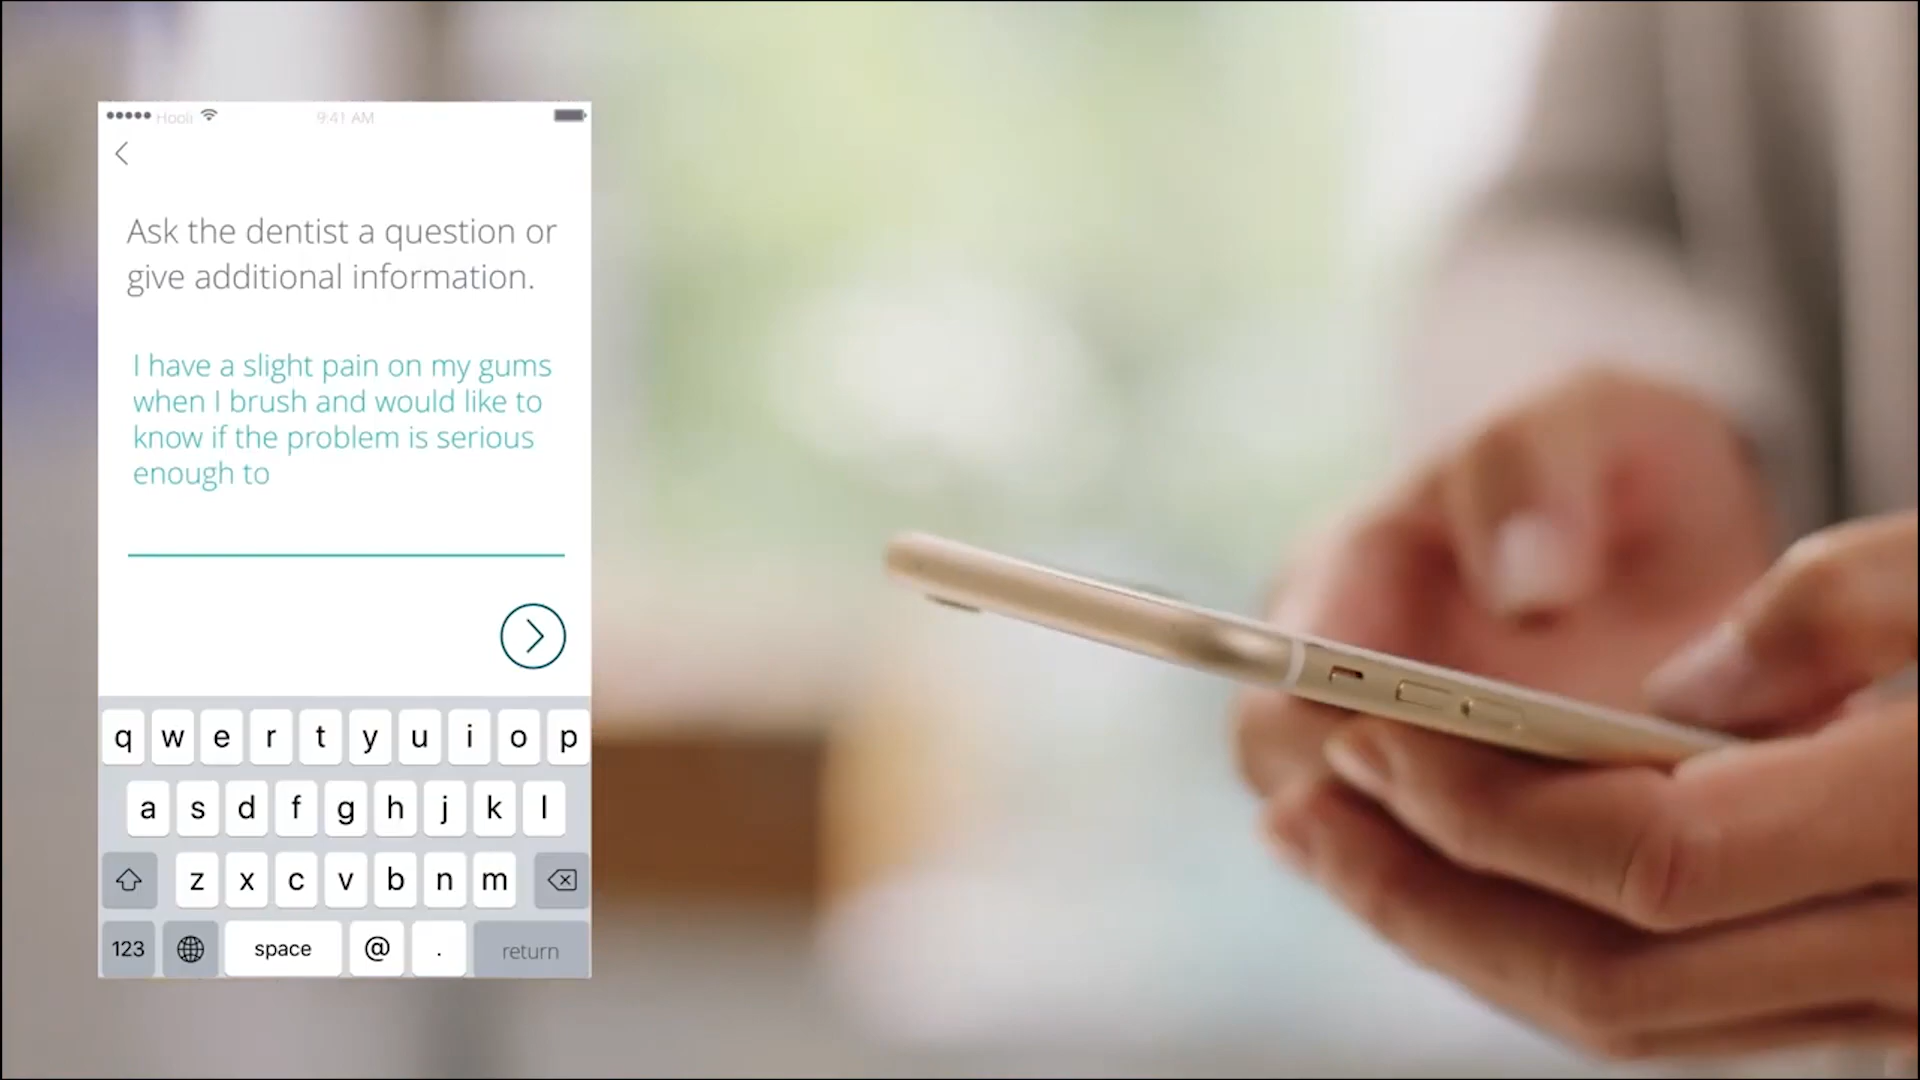 Hooli 9:41 AM
Ask the dentist a question or
give additional information.
I have a slight pain on my gums
when I brush and would like to
know if the problem is serious
enough to
q w e r t y u i o p
a s d f g h j k l
z x c v b n m
123 space @ . return